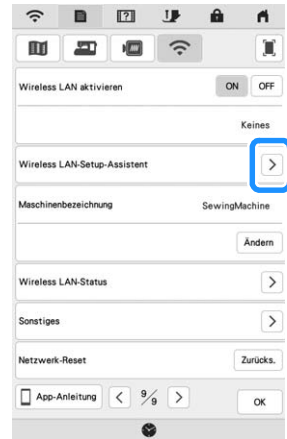 Wireless LAN aktivieren ON OFF
Keines
Wireless LAN-Setup-Assistent
Maschinenbezeichnung SewingMachine
Ändern
Wireless LAN-Status
Sonstiges
Netzwerk-Reset Zurücks.
App-Anleitung < 9/9 > OK